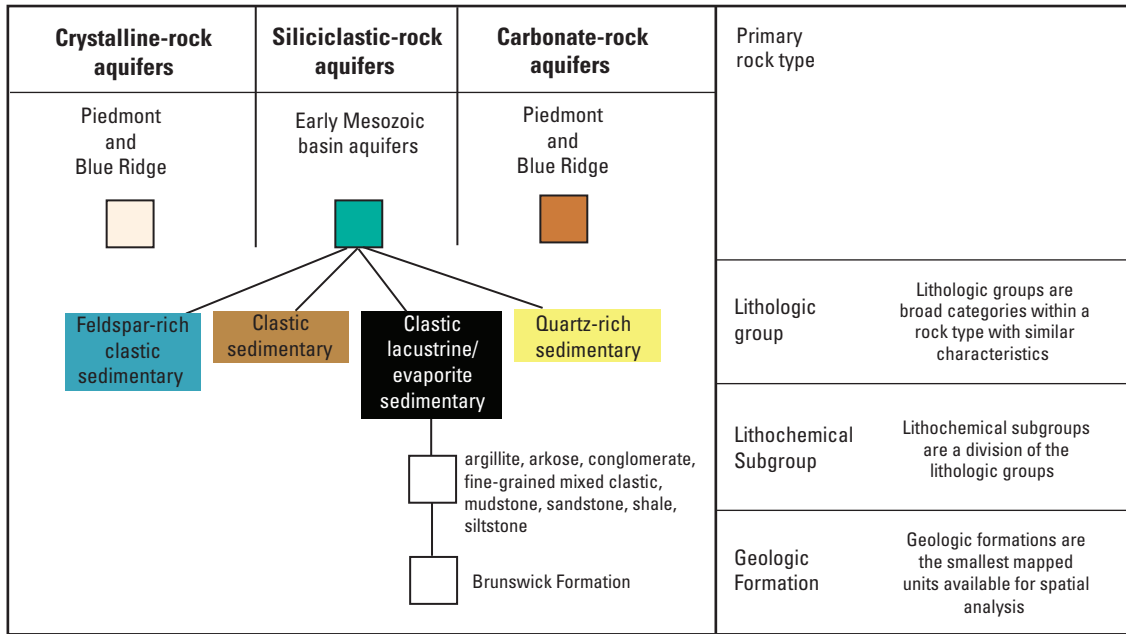 Crystalline-rock
aquifers
Siliciclastic-rock
aquifers
Carbonate-rock
aquifers
Primary
rock type
Piedmont
and
Blue Ridge
Early Mesozoic
basin aquifers
Piedmont
and
Blue Ridge
Feldspar-rich
clastic
sedimentary
Clastic
sedimentary
Clastic
lacustrine/
evaporite
sedimentary
Quartz-rich
sedimentary
Lithologic
group
Lithologic groups are
broad categories within a
rock type with similar
characteristics
argillite, arkose, conglomerate,
fine-grained mixed clastic,
mudstone, sandstone, shale,
siltstone
Lithochemical
Subgroup
Lithochemical subgroups
are a division of the
lithologic groups
Brunswick Formation
Geologic
Formation
Geologic formations are
the smallest mapped
units available for spatial
analysis